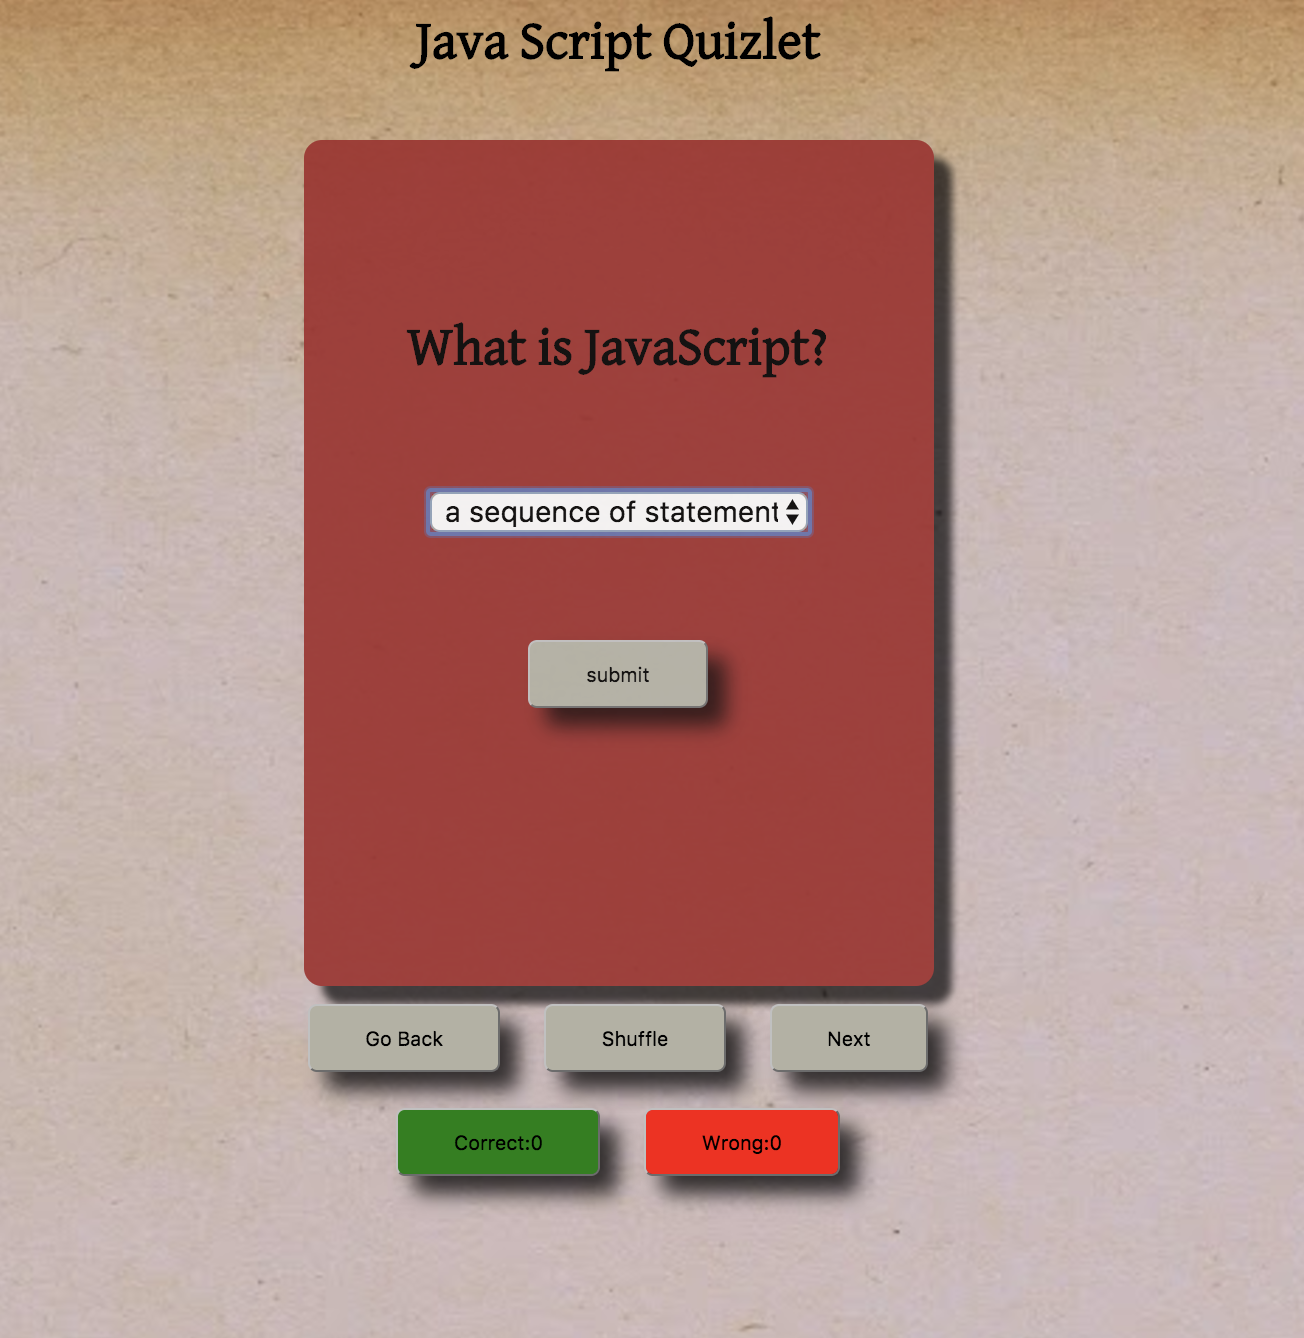 Java Script Quizlet
What is JavaScript?
a sequence of statement
submit
Go Back Shuffle Next
Correct:0 Wrong:0